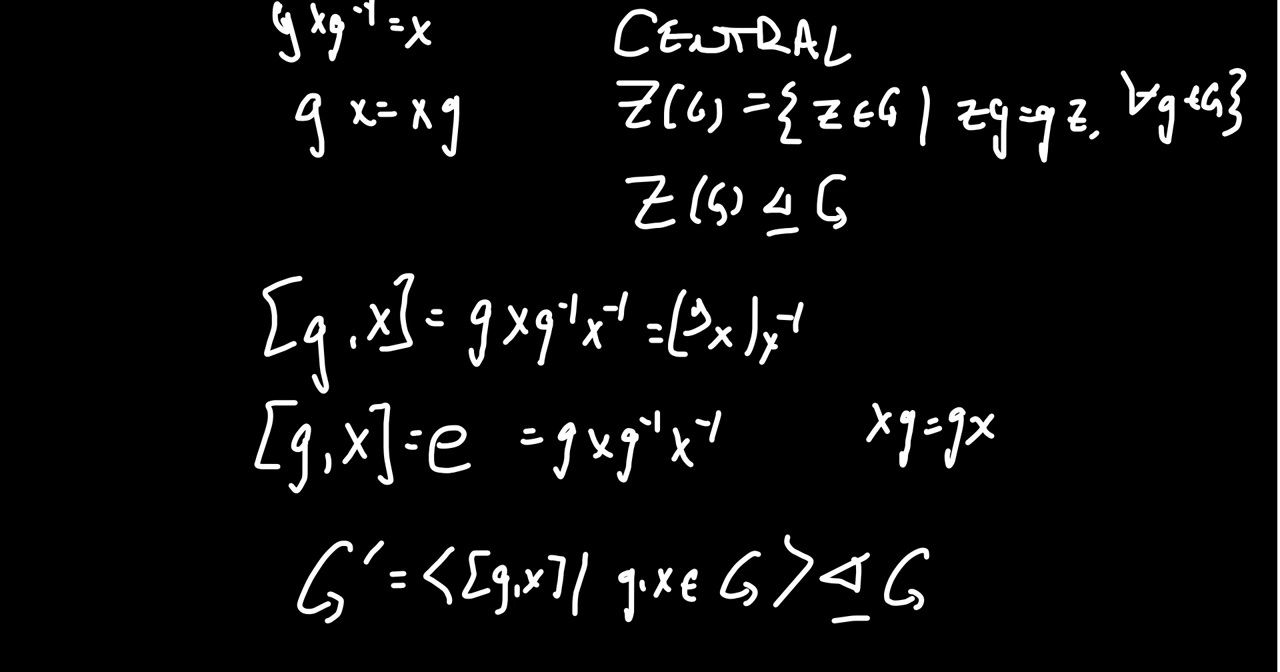 gxg⁻¹=x
CENTRAL
gx=xg
Z(G)={z∈G | zg=gz, ∀g∈G}
Z(G) ⊴ G
[g,x]=gxg⁻¹x⁻¹=(ᵍx)x⁻¹
[g,x]=e =gxg⁻¹x⁻¹
xg=gx
G′=<[g,x] | g,x∈G> ⊴ G